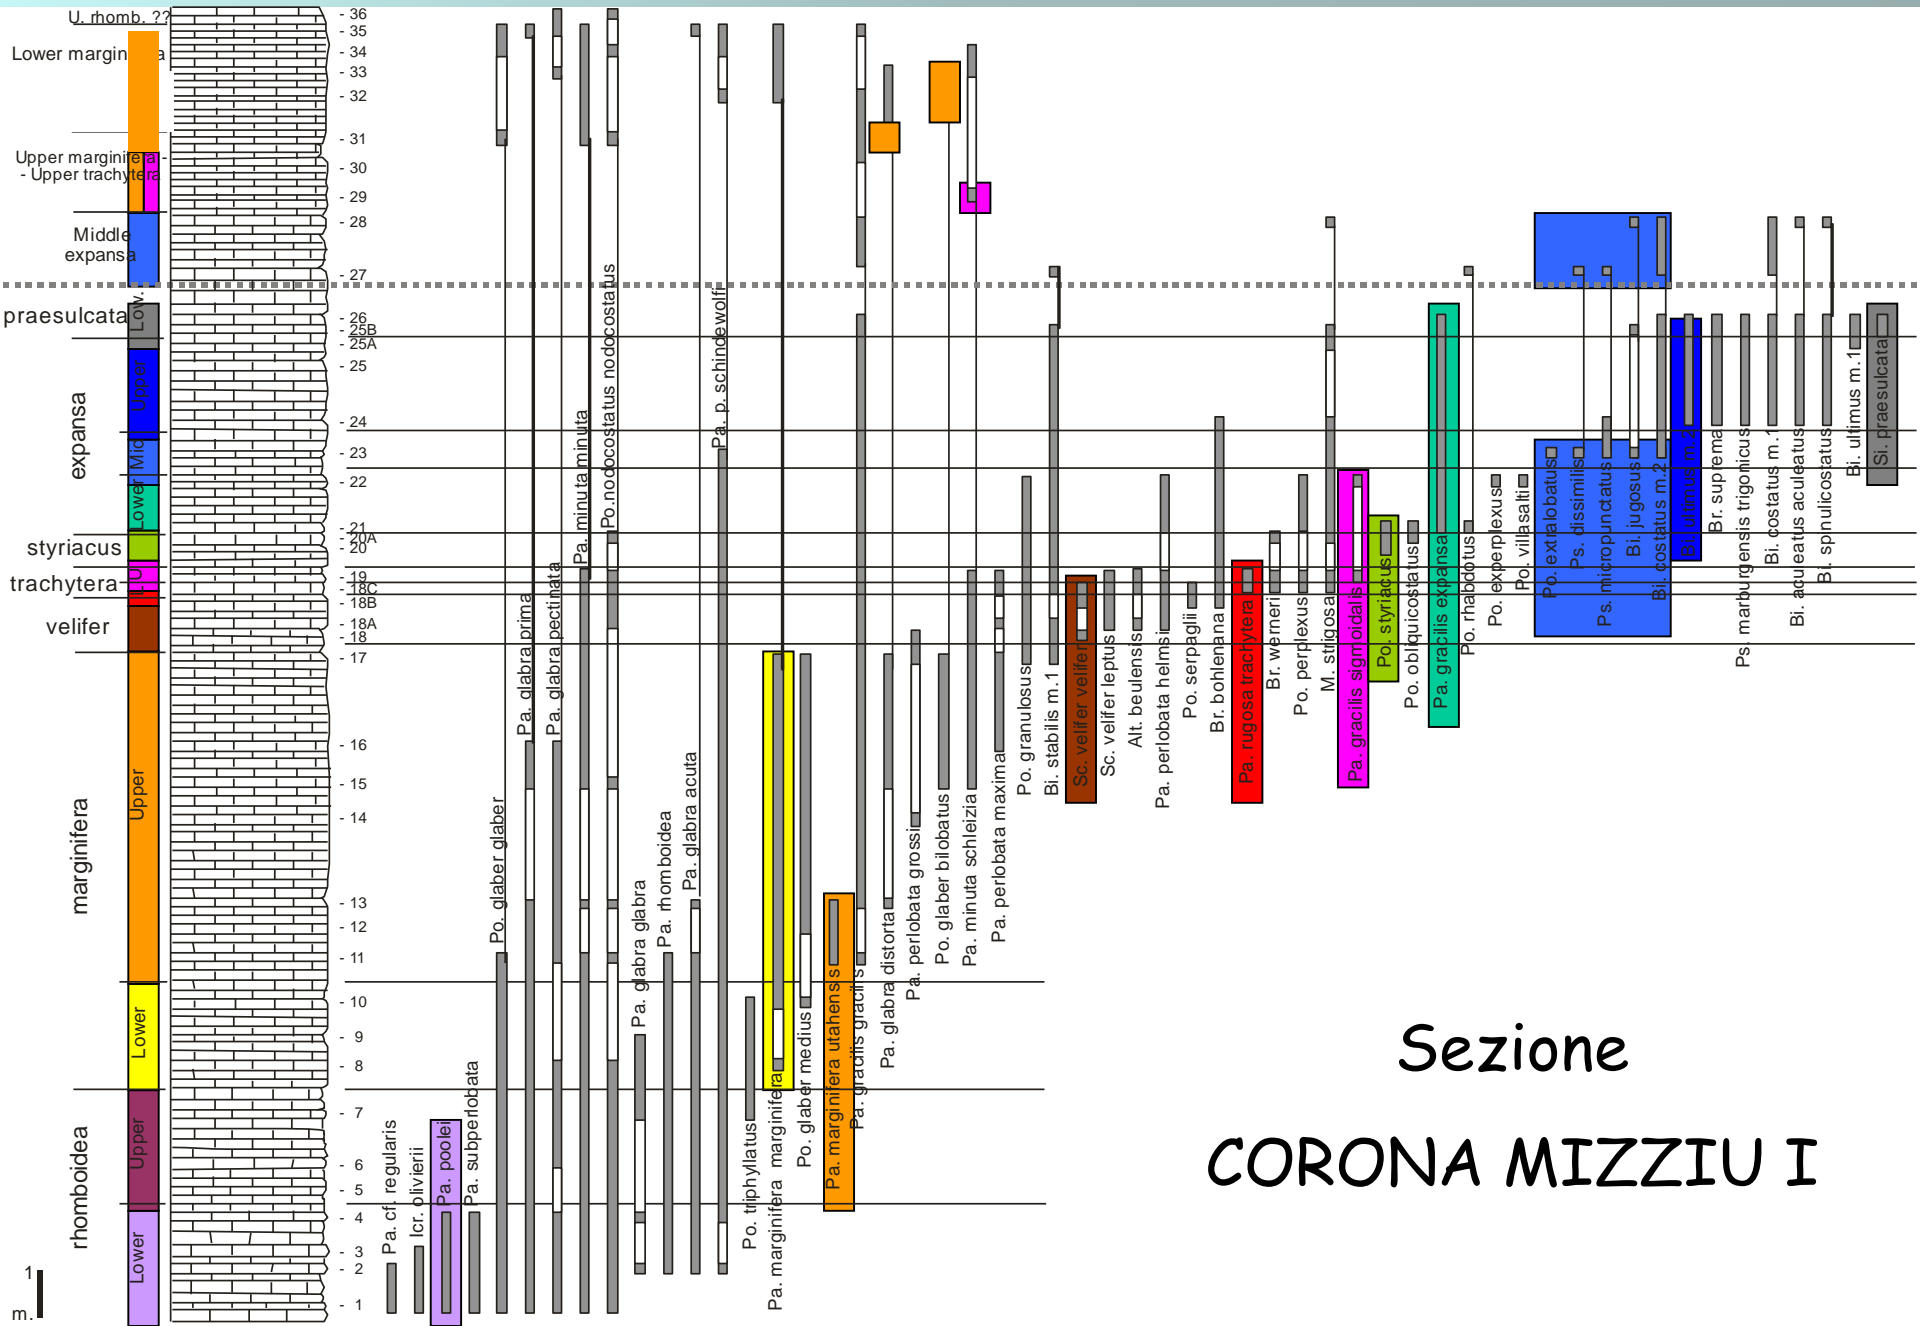 U. rhomb. ??
Lower marginifera
Upper marginifera -
- Upper trachytera
Middle
expansa
praesulcata
Low.
expansa
Upper
Mid
Lower
styriacus
trachytera
L
U
velifer
marginifera
Upper
Lower
rhomboidea
Upper
Lower
1
m.
- 36
- 35
- 34
- 33
- 32
- 31
- 30
- 29
- 28
- 27
- 26
- 25B
- 25A
- 25
- 24
- 23
- 22
- 21
- 20A
- 20
- 19
- 18C
- 18B
- 18A
- 18
- 17
- 16
- 15
- 14
- 13
- 12
- 11
- 10
- 9
- 8
- 7
- 6
- 5
- 4
- 3
- 2
- 1
Pa. cf. regularis
Icr. olivierii
Pa. poolei
Pa. subperlobata
Po. glaber glaber
Pa. glabra prima
Pa. glabra pectinata
Pa. minuta minuta
Po. nodocostatus nodocostatus
Pa. glabra glabra
Pa. rhomboidea
Pa. glabra acuta
Pa. p. schindewolfi
Po. triphyllatus
Pa. marginifera marginifera
Po. glaber medius
Pa. marginifera utahensis
Pa. gracilis gracilis
Pa. glabra distorta
Pa. perlobata grossi
Po. glaber bilobatus
Pa. minuta schleizia
Pa. perlobata maxima
Po. granulosus
Bi. stabilis m.1
Sc. velifer velifer
Sc. velifer leptus
Alt. beulensis
Pa. perlobata helmsi
Po. serpaglii
Br. bohlenana
Pa. rugosa trachytera
Br. werneri
Po. perplexus
M. strigosa
Pa. gracilis sigmoidalis
Po. styriacus
Po. obliquicostatus
Pa. gracilis expansa
Po. rhabdotus
Po. experplexus
Po. villasalti
Po. extralobatus
Ps. dissimilis
Ps. micropunctatus
Bi. jugosus
Bi. costatus m.2
Bi. ultimus m.2
Br. suprema
Ps. marburgensis trigonicus
Bi. costatus m.1
Bi. aculeatus aculeatus
Bi. spinulicostatus
Bi. ultimus m.1
Si. praesulcata
Sezione
CORONA MIZZIU I